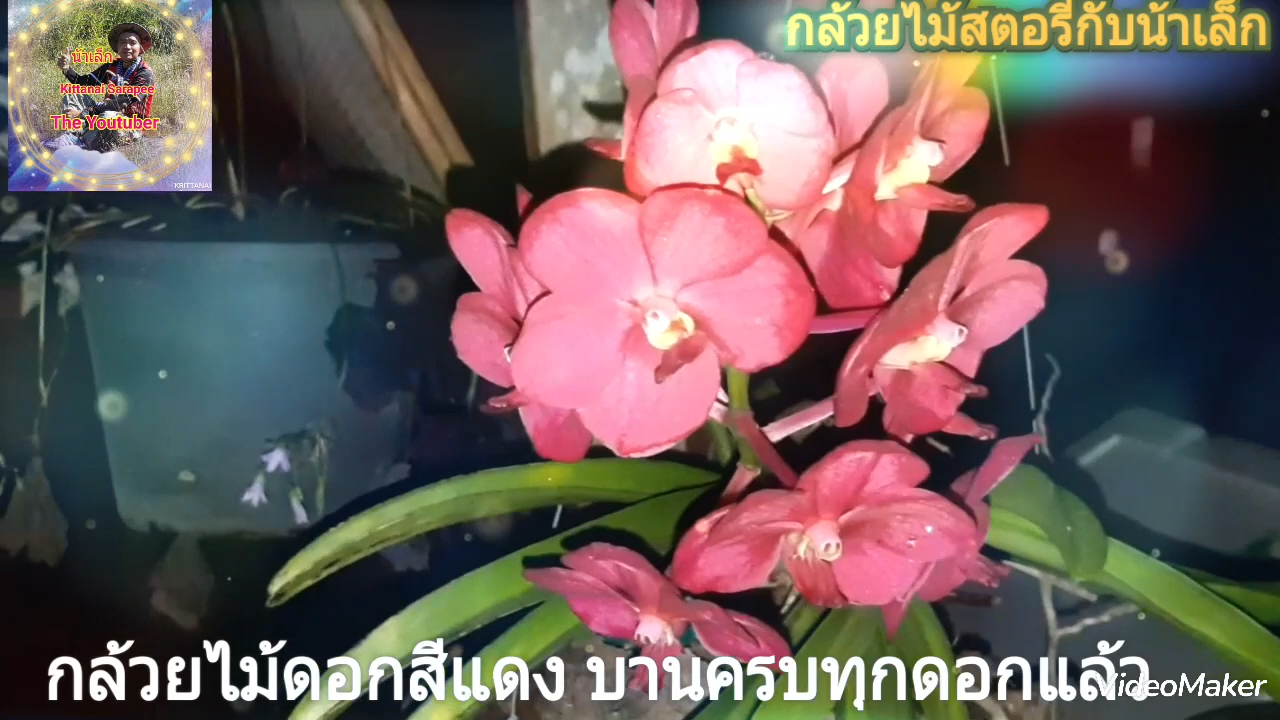 กล้วยไม้สตอรี่กับน้าเล็ก
น้าเล็ก
Kittanai Sarapee
The Youtuber
KRITTANAI
กล้วยไม้ดอกสีแดง บานครบทุกดอกแล้ว
VideoMaker